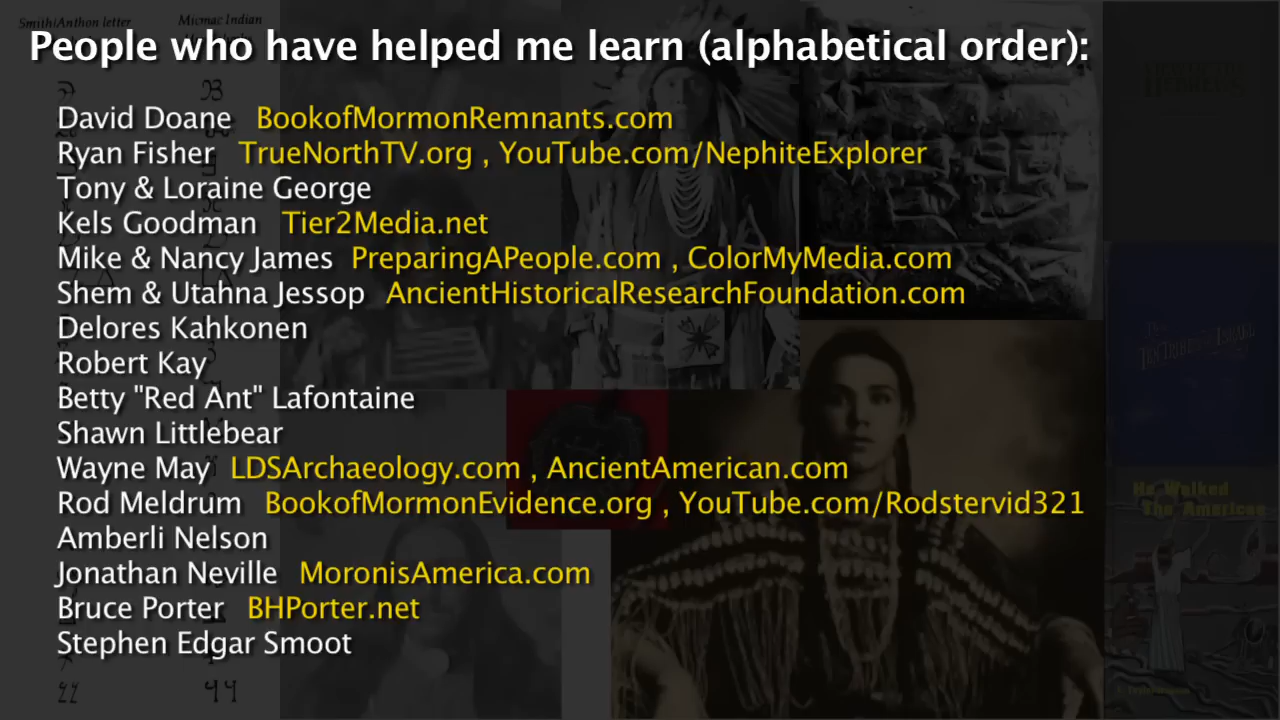 Smith/Anthon letter Micmac Indian
People who have helped me learn (alphabetical order):
David Doane BookofMormonRemnants.com
Ryan Fisher TrueNorthTV.org , YouTube.com/NephiteExplorer
Tony & Loraine George
Kels Goodman Tier2Media.net
Mike & Nancy James PreparingAPeople.com , ColorMyMedia.com
Shem & Utahna Jessop AncientHistoricalResearchFoundation.com
Delores Kahkonen
Robert Kay
Betty "Red Ant" Lafontaine
Shawn Littlebear
Wayne May LDSArchaeology.com , AncientAmerican.com
Rod Meldrum BookofMormonEvidence.org , YouTube.com/Rodstervid321
Amberli Nelson
Jonathan Neville MoronisAmerica.com
Bruce Porter BHPorter.net
Stephen Edgar Smoot
He Walked
The Americas